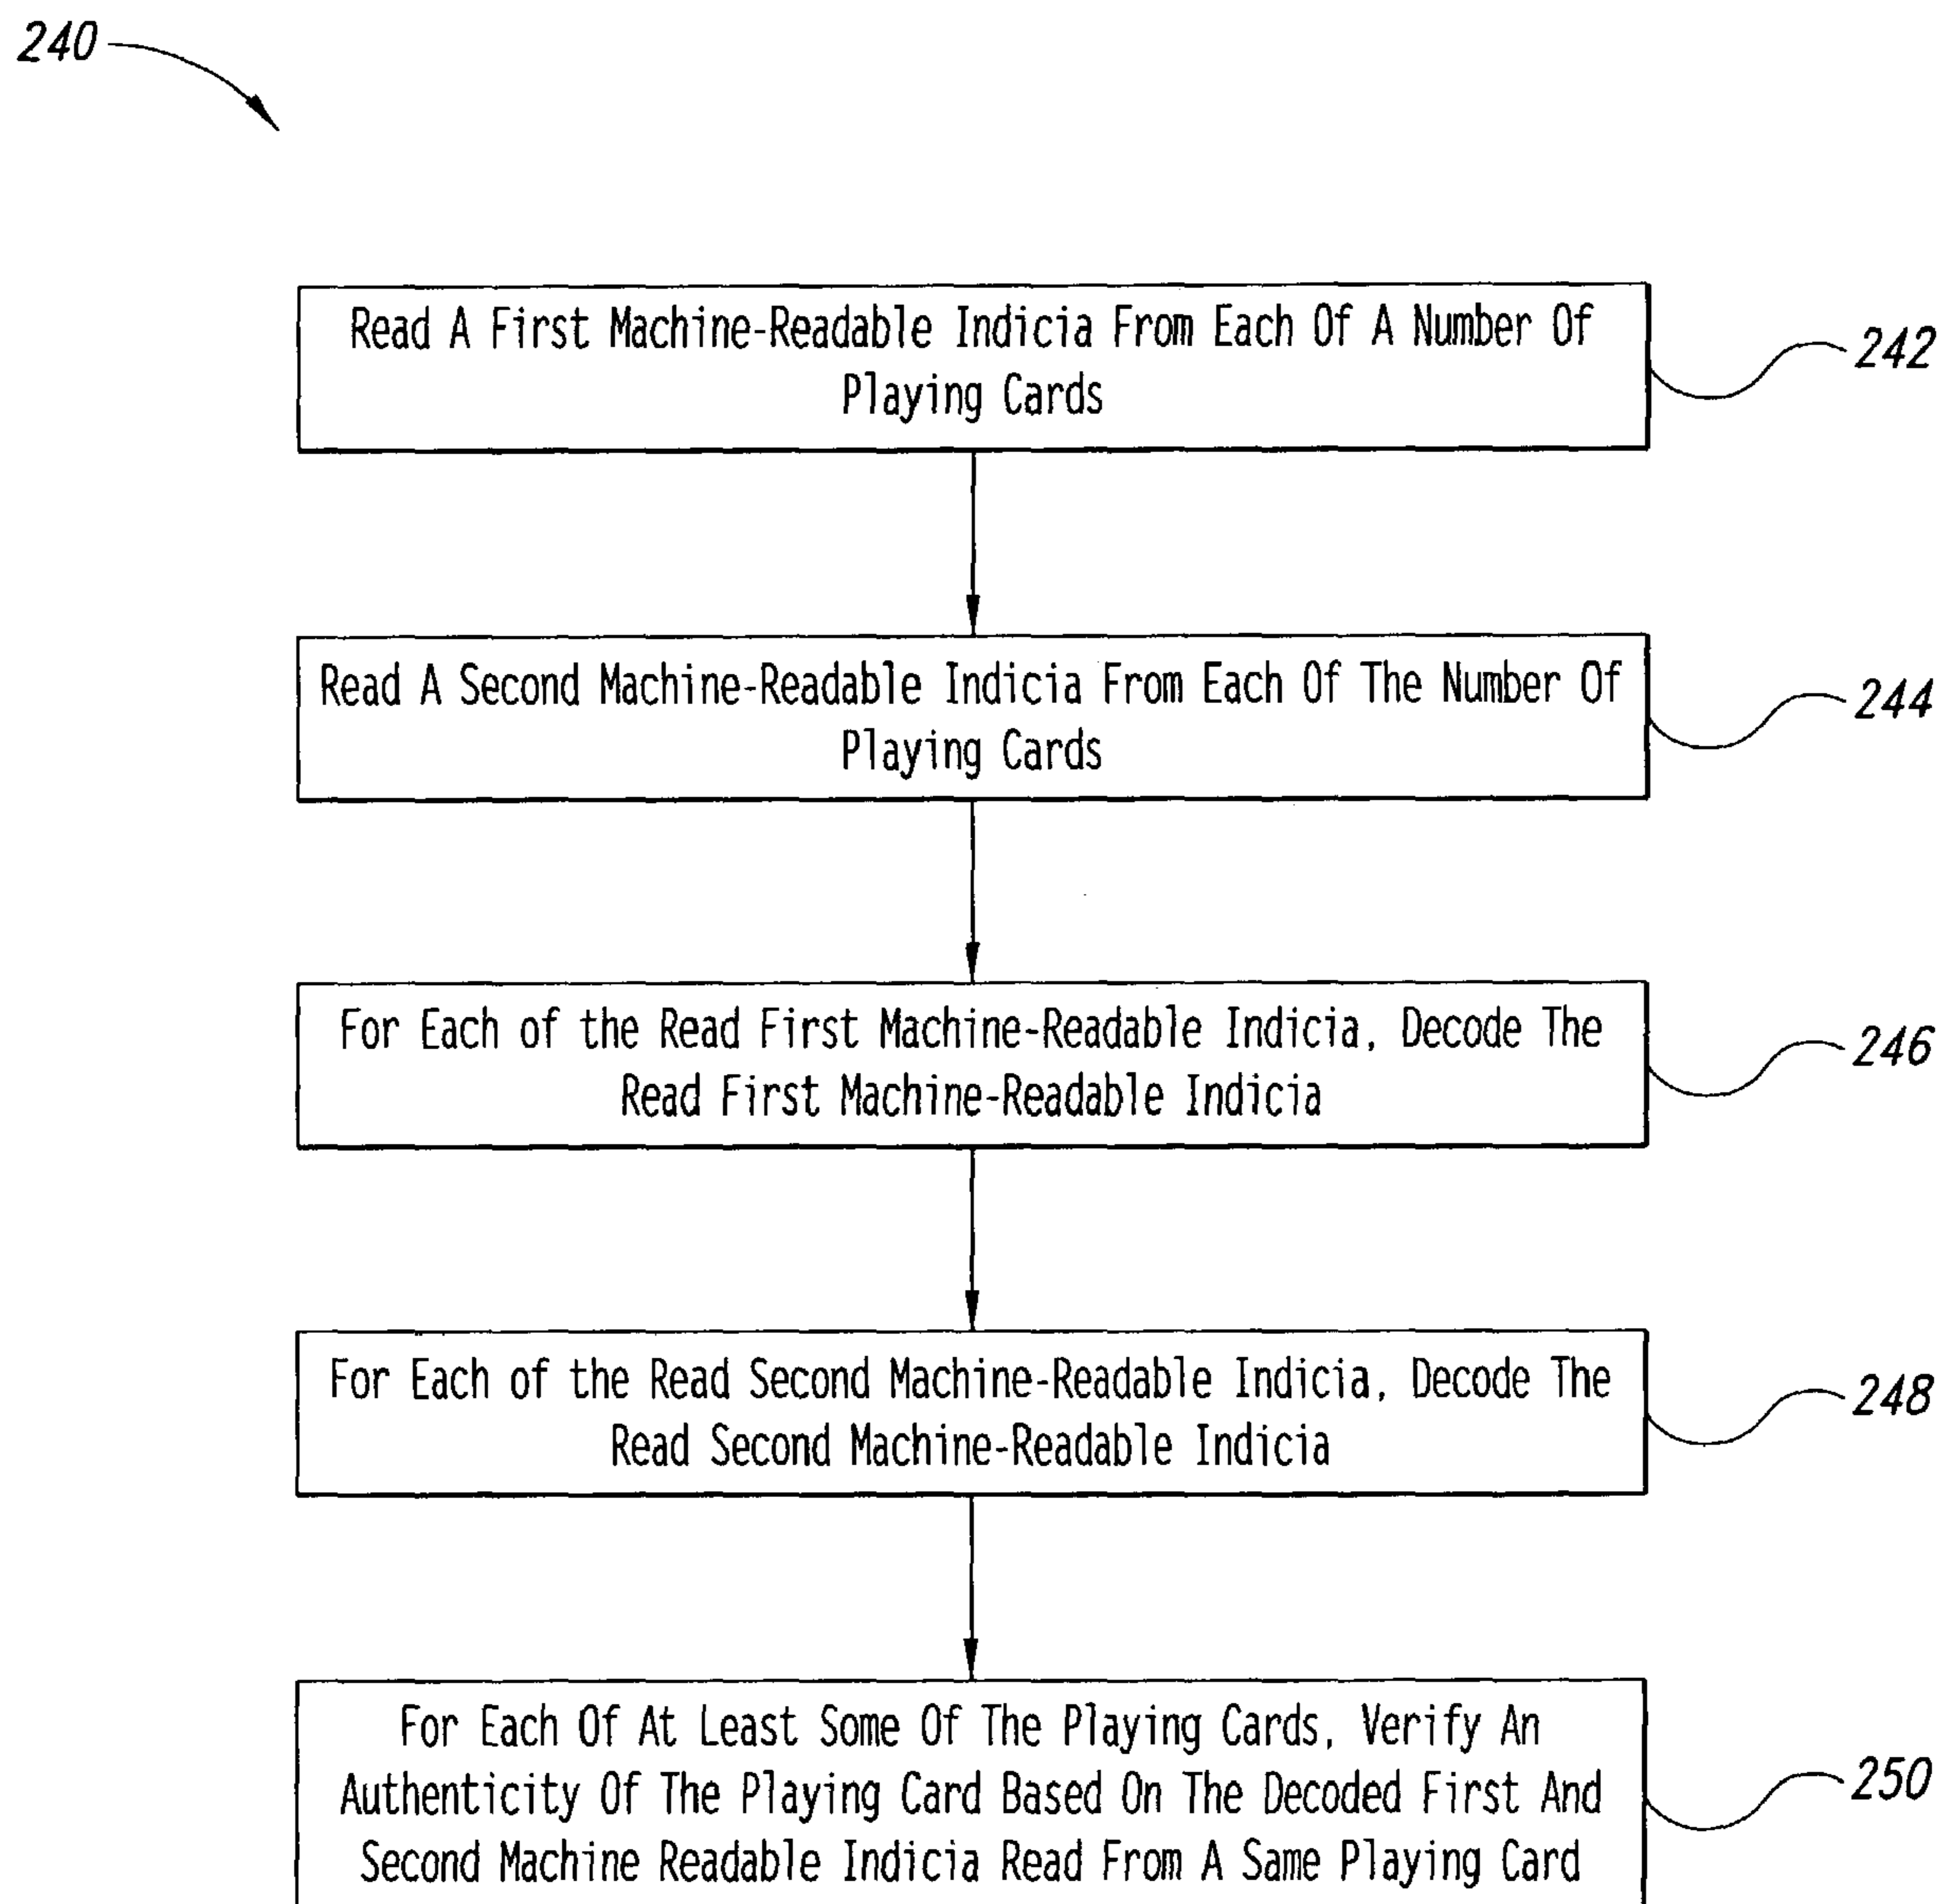 240
Read A First Machine-Readable Indicia From Each Of A Number Of
Playing Cards
242
Read A Second Machine-Readable Indicia From Each Of The Number Of
Playing Cards
244
For Each of the Read First Machine-Readable Indicia, Decode The
Read First Machine-Readable Indicia
246
For Each of the Read Second Machine-Readable Indicia, Decode The
Read Second Machine-Readable Indicia
248
For Each Of At Least Some Of The Playing Cards, Verify An
Authenticity Of The Playing Card Based On The Decoded First And
Second Machine Readable Indicia Read From A Same Playing Card
250